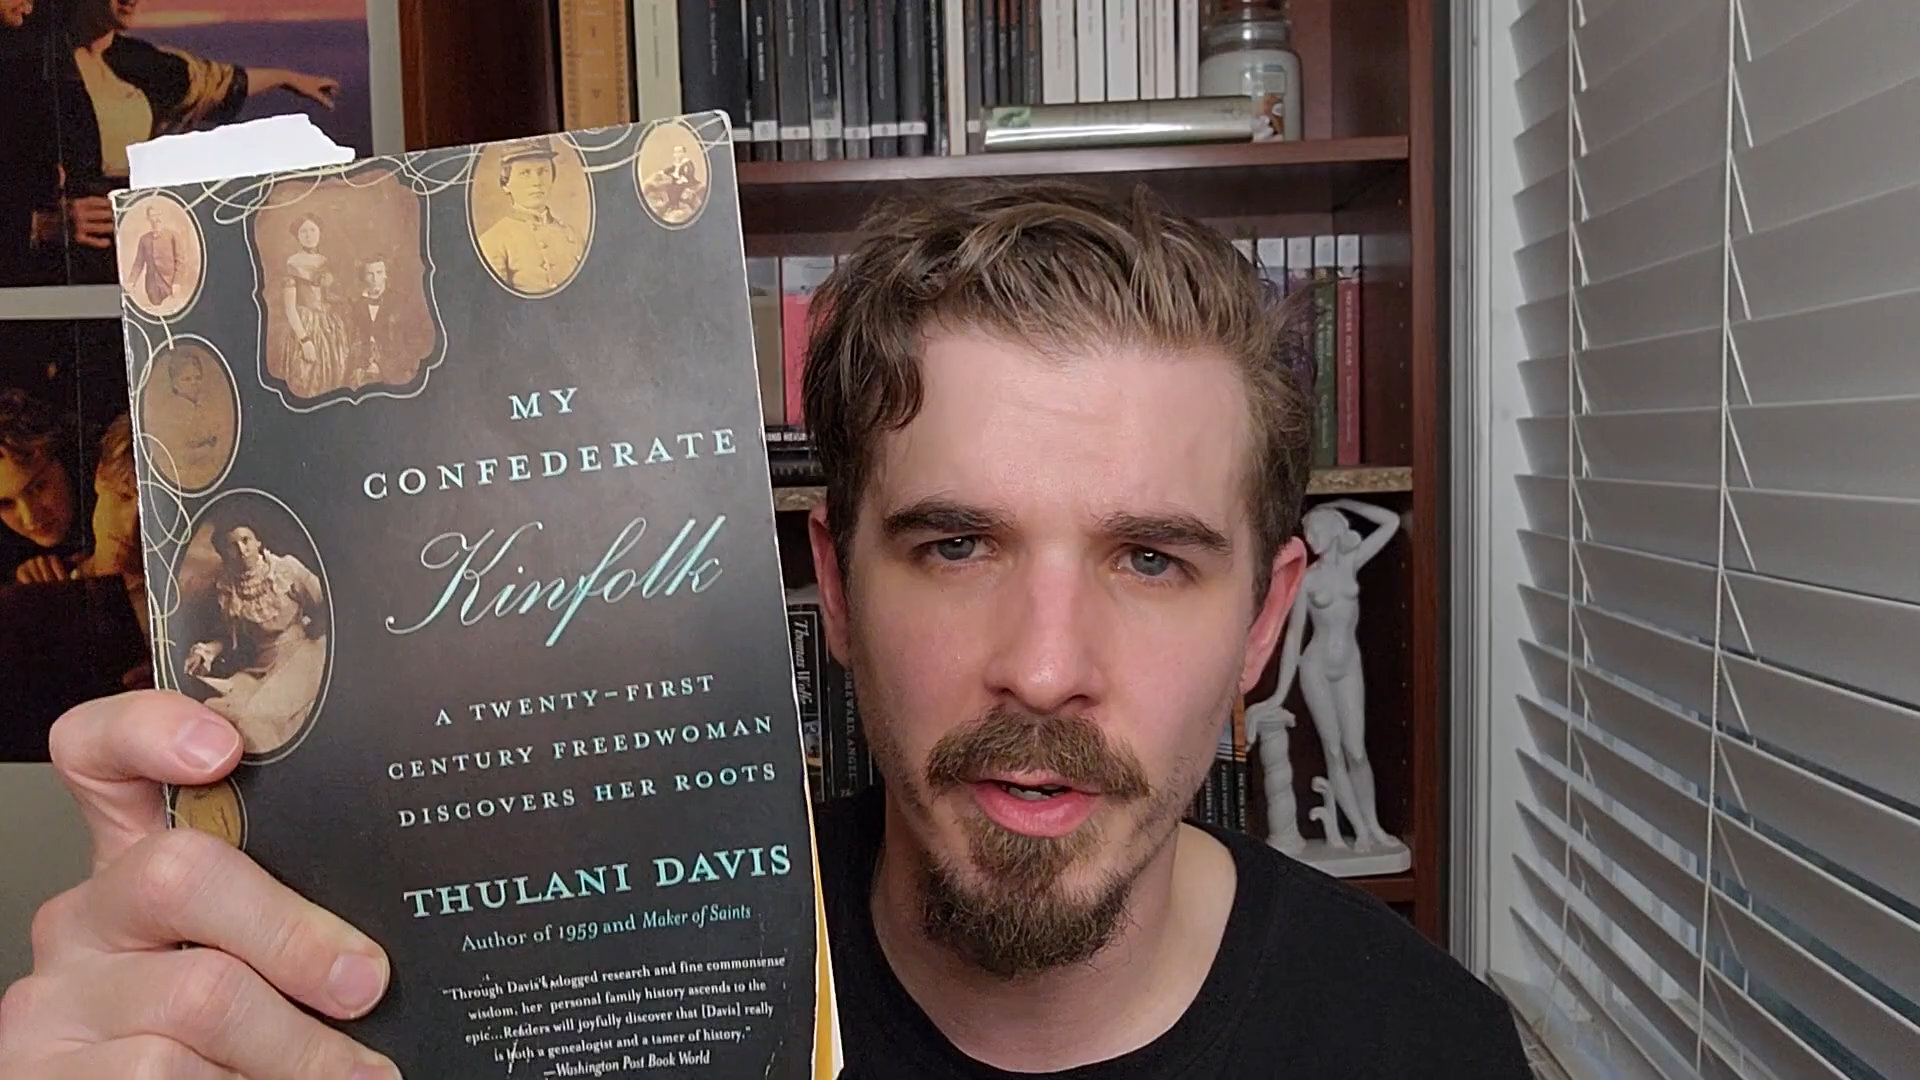 MY
CONFEDERATE
Kinfolk
A TWENTY-FIRST
CENTURY FREEDWOMAN
DISCOVERS HER ROOTS
THULANI DAVIS
Author of 1959 and Maker of Saints
"Through Davis's dogged research and fine commonsense
wisdom, her personal family history ascends to the
epic...Readers will joyfully discover that [Davis] really
is both a genealogist and a tamer of history."
—Washington Post Book World
Thomas Wolfe